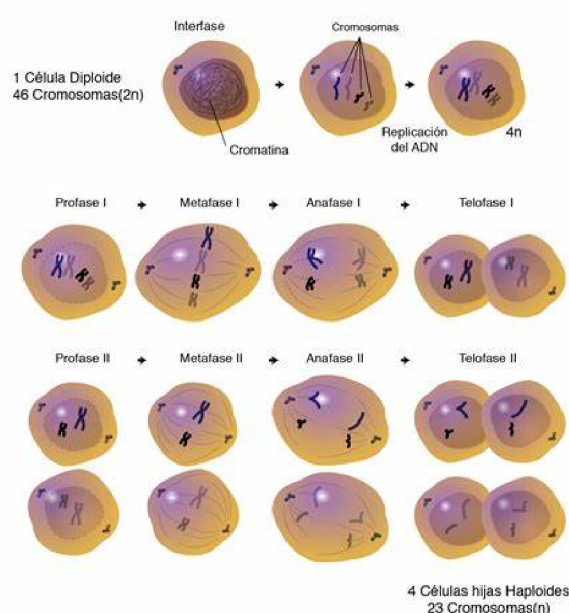 Interfase
Cromosomas
1 Célula Diploide
46 Cromosomas(2n)
Cromatina
Replicación
del ADN
4n
Profase I
Metafase I
Anafase I
Telofase I
Profase II
Metafase II
Anafase II
Telofase II
4 Células hijas Haploides
23 Cromosomas(n)